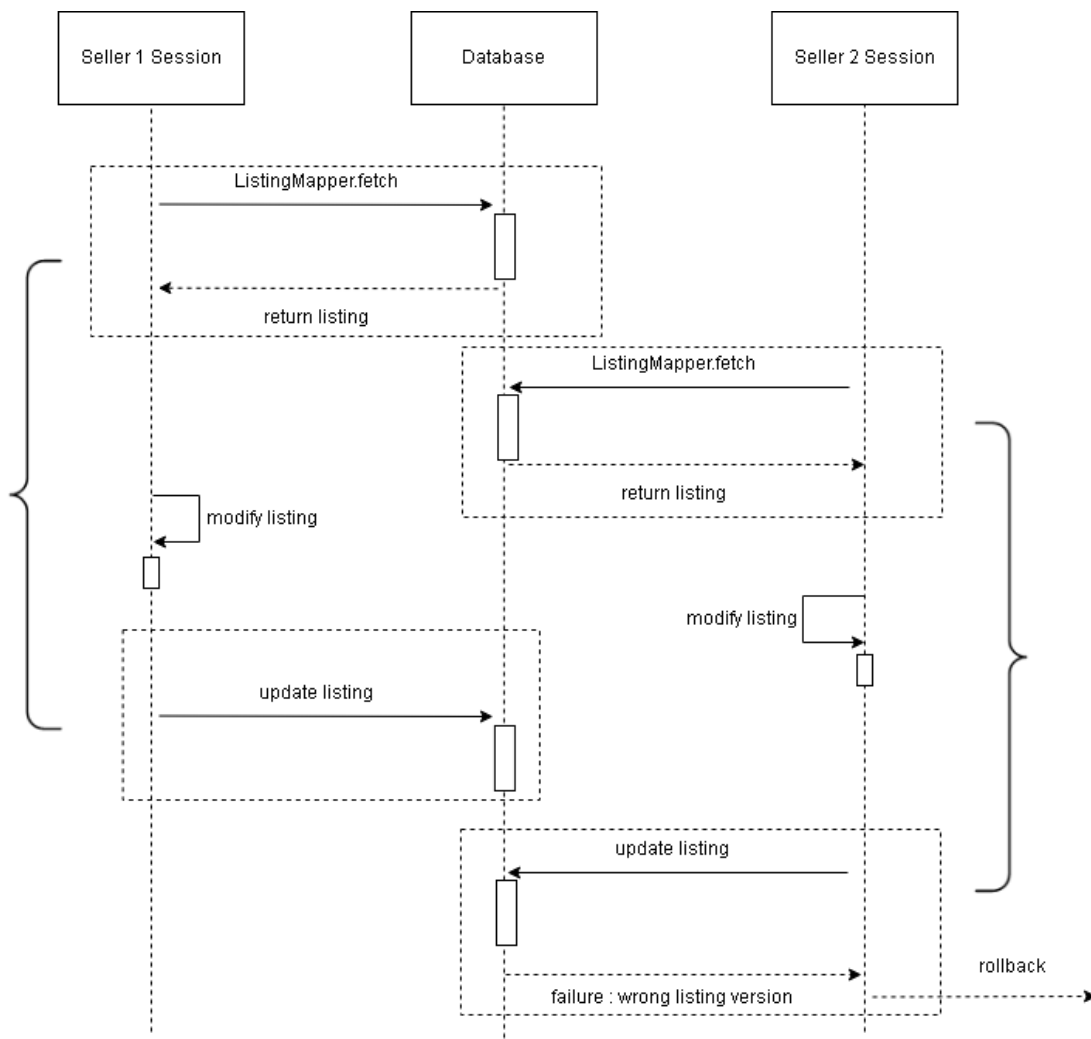 Seller 1 Session
Database
Seller 2 Session
ListingMapper.fetch
return listing
ListingMapper.fetch
return listing
modify listing
modify listing
update listing
update listing
rollback
failure : wrong listing version